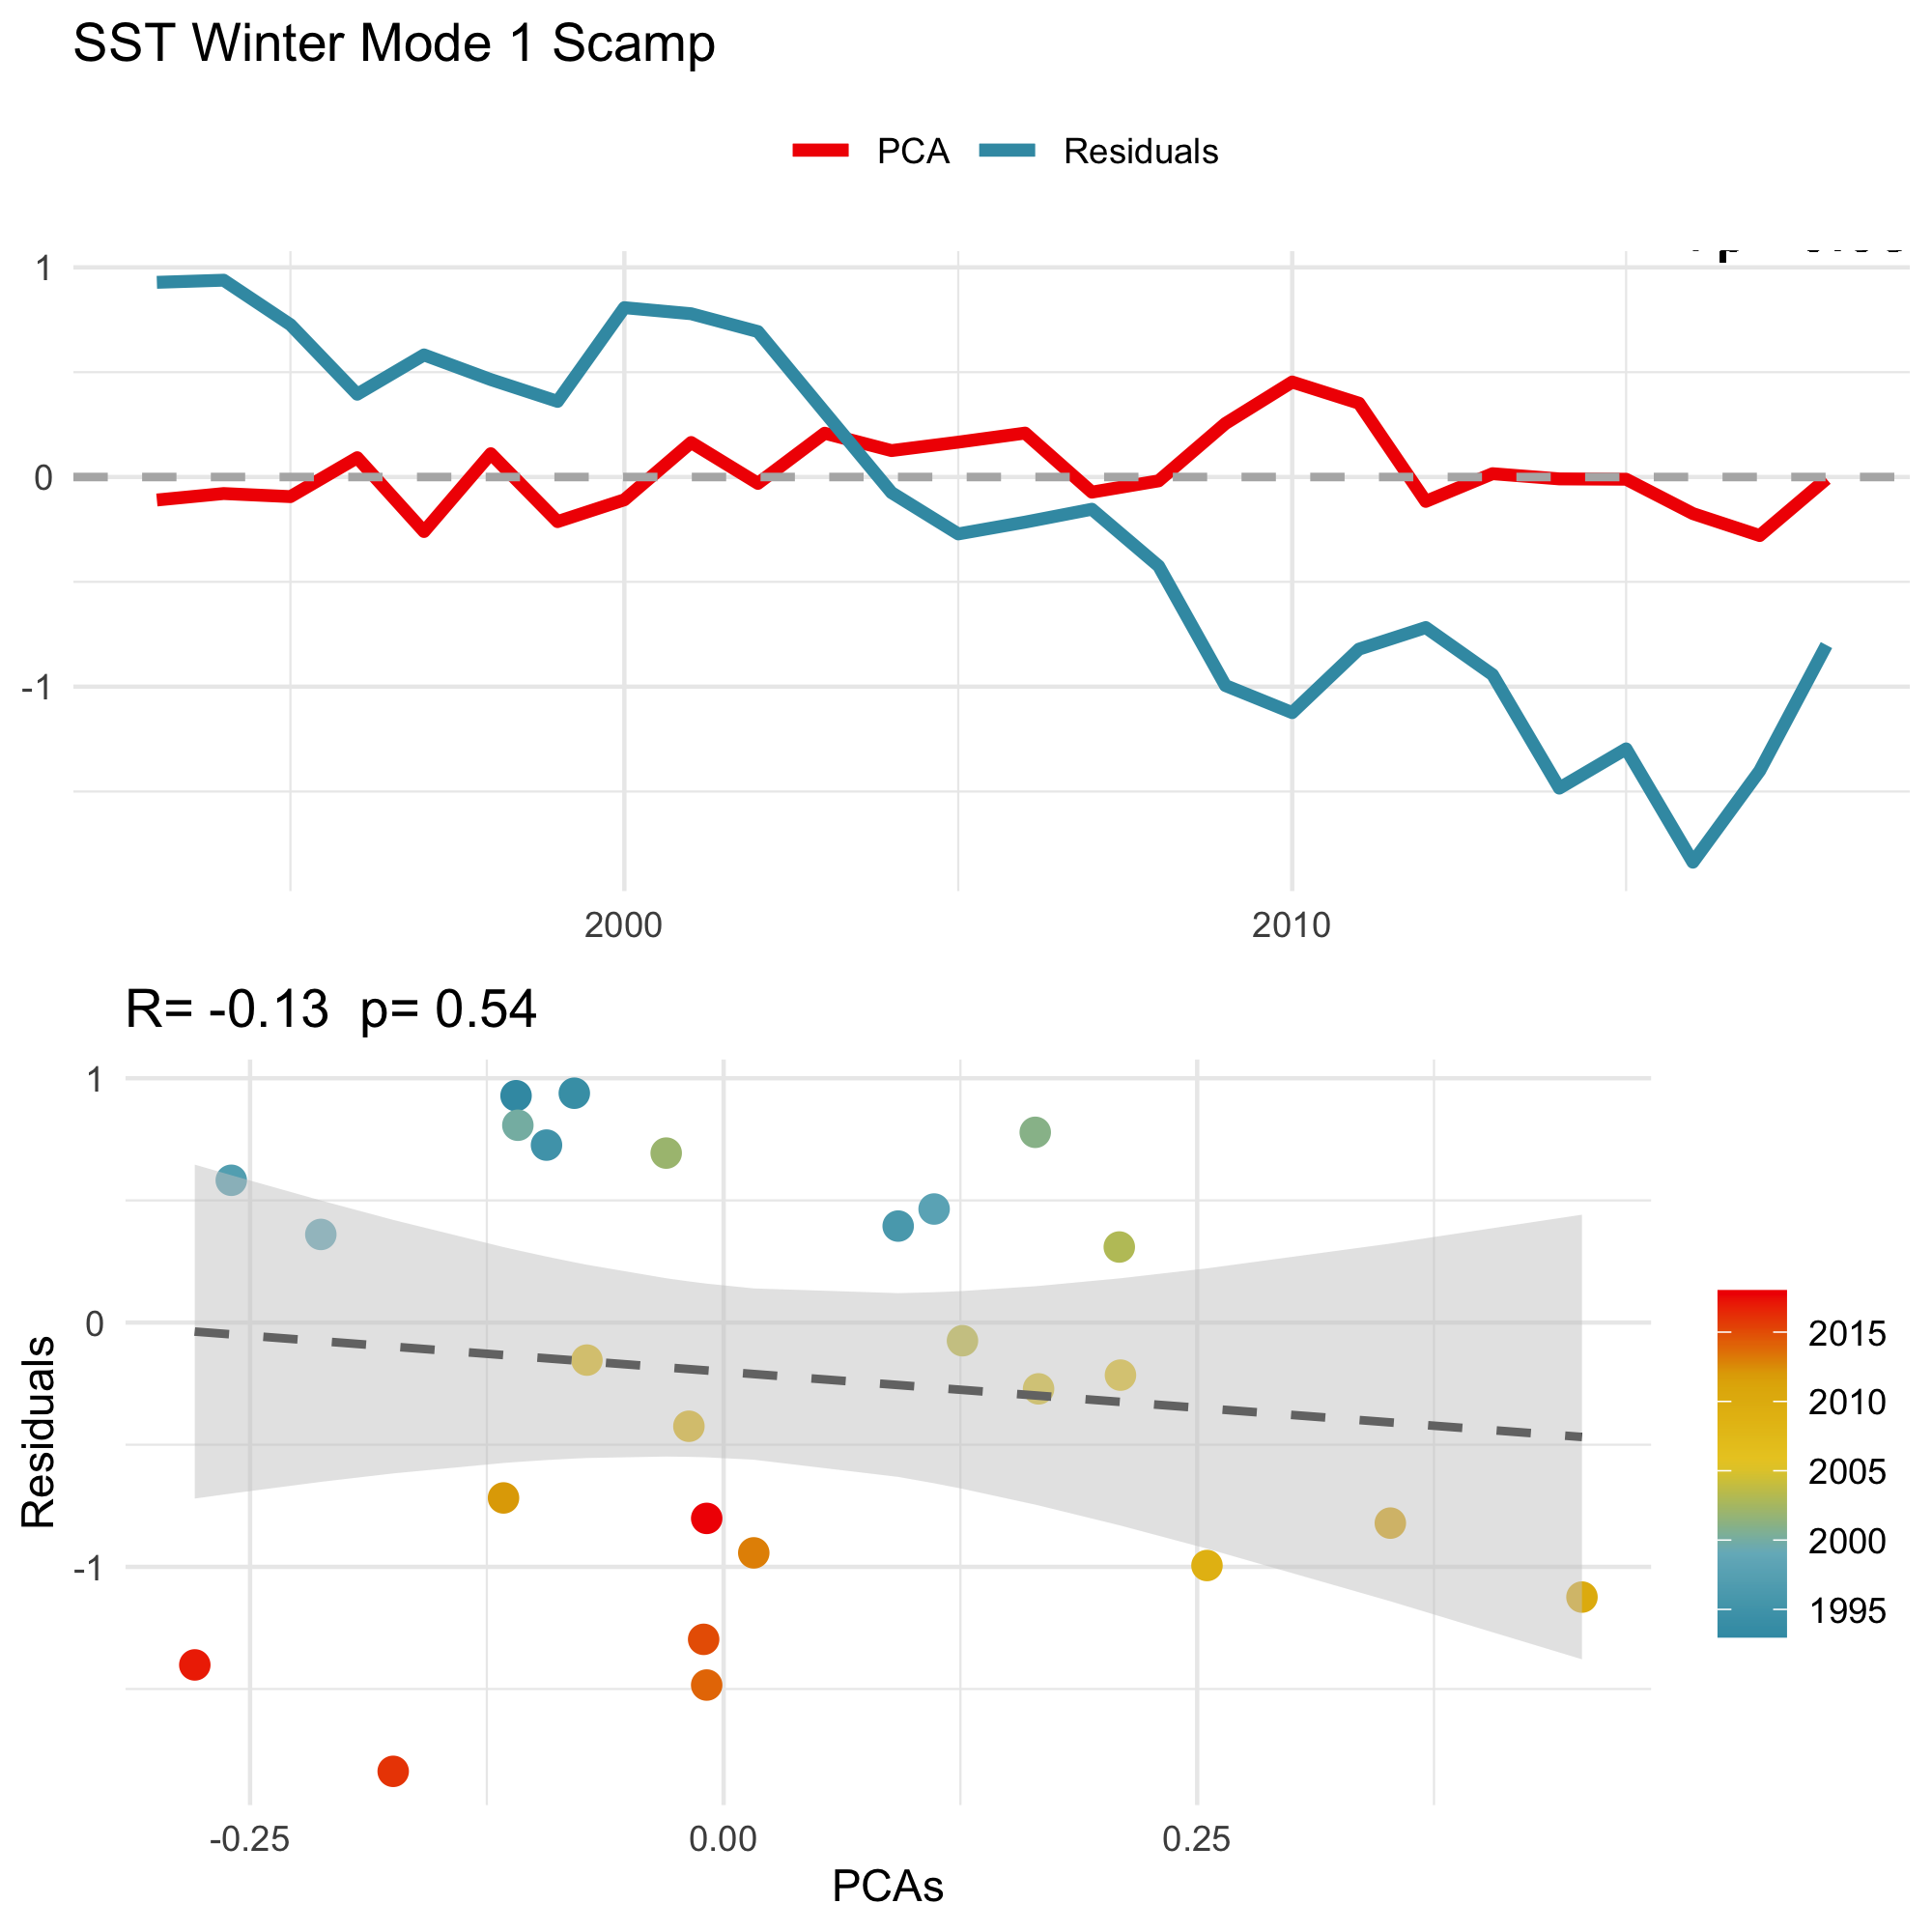 SST Winter Mode 1 Scamp
PCA Residuals
1
0
-1
2000 2010
R= -0.13 p= 0.54
1
0
-1
Residuals
-0.25 0.00 0.25
PCAs
2015
2010
2005
2000
1995